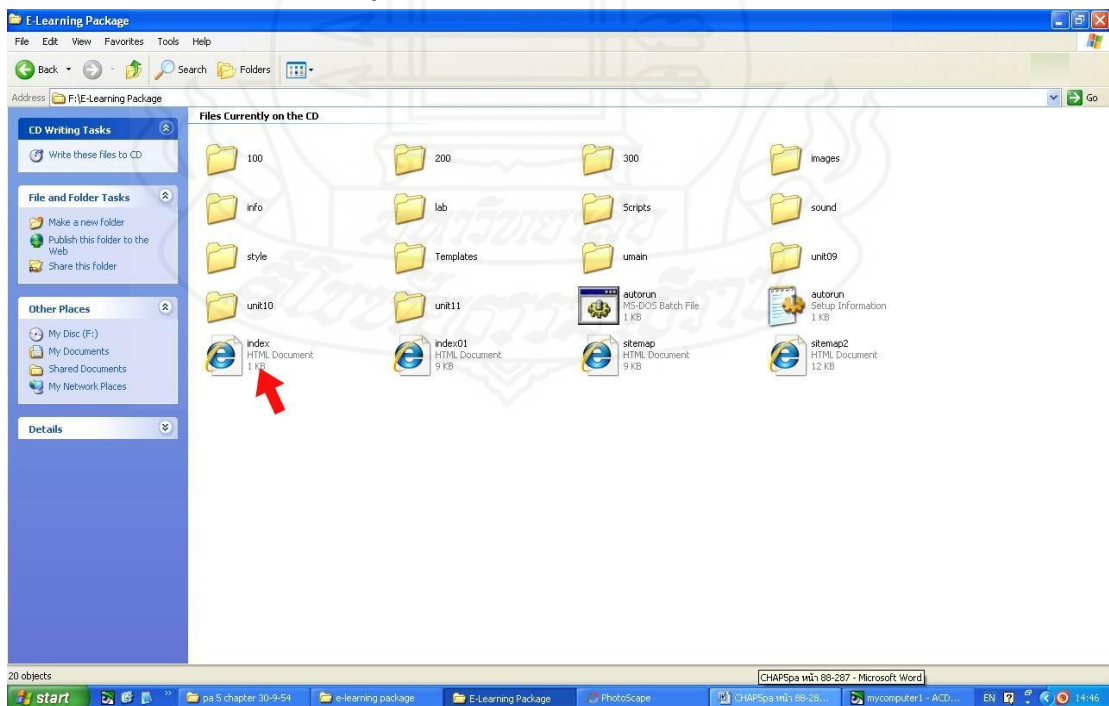 E-Learning Package
File Edit View Favorites Tools Help
Back Search Folders
Address F:\E-Learning Package Go
Files Currently on the CD
CD Writing Tasks
Write these files to CD
File and Folder Tasks
Make a new folder
Publish this folder to the
Web
Share this folder
Other Places
My Disc (F:)
My Documents
Shared Documents
My Network Places
Details
100 200 300 images
info lab Scripts sound
style Templates umain unit09
unit10 unit11
autorun
MS-DOS Batch File
1 KB
autorun
Setup Information
1 KB
index
HTML Document
1 KB
index01
HTML Document
9 KB
sitemap
HTML Document
9 KB
sitemap2
HTML Document
12 KB
20 objects
CHAP5pa หน้า 88-287 - Microsoft Word
start pa 5 chapter 30-9-54 e-learning package E-Learning Package PhotoScape CHAP5pa หน้า 88-28... mycomputer1 - ACD... EN 14:46